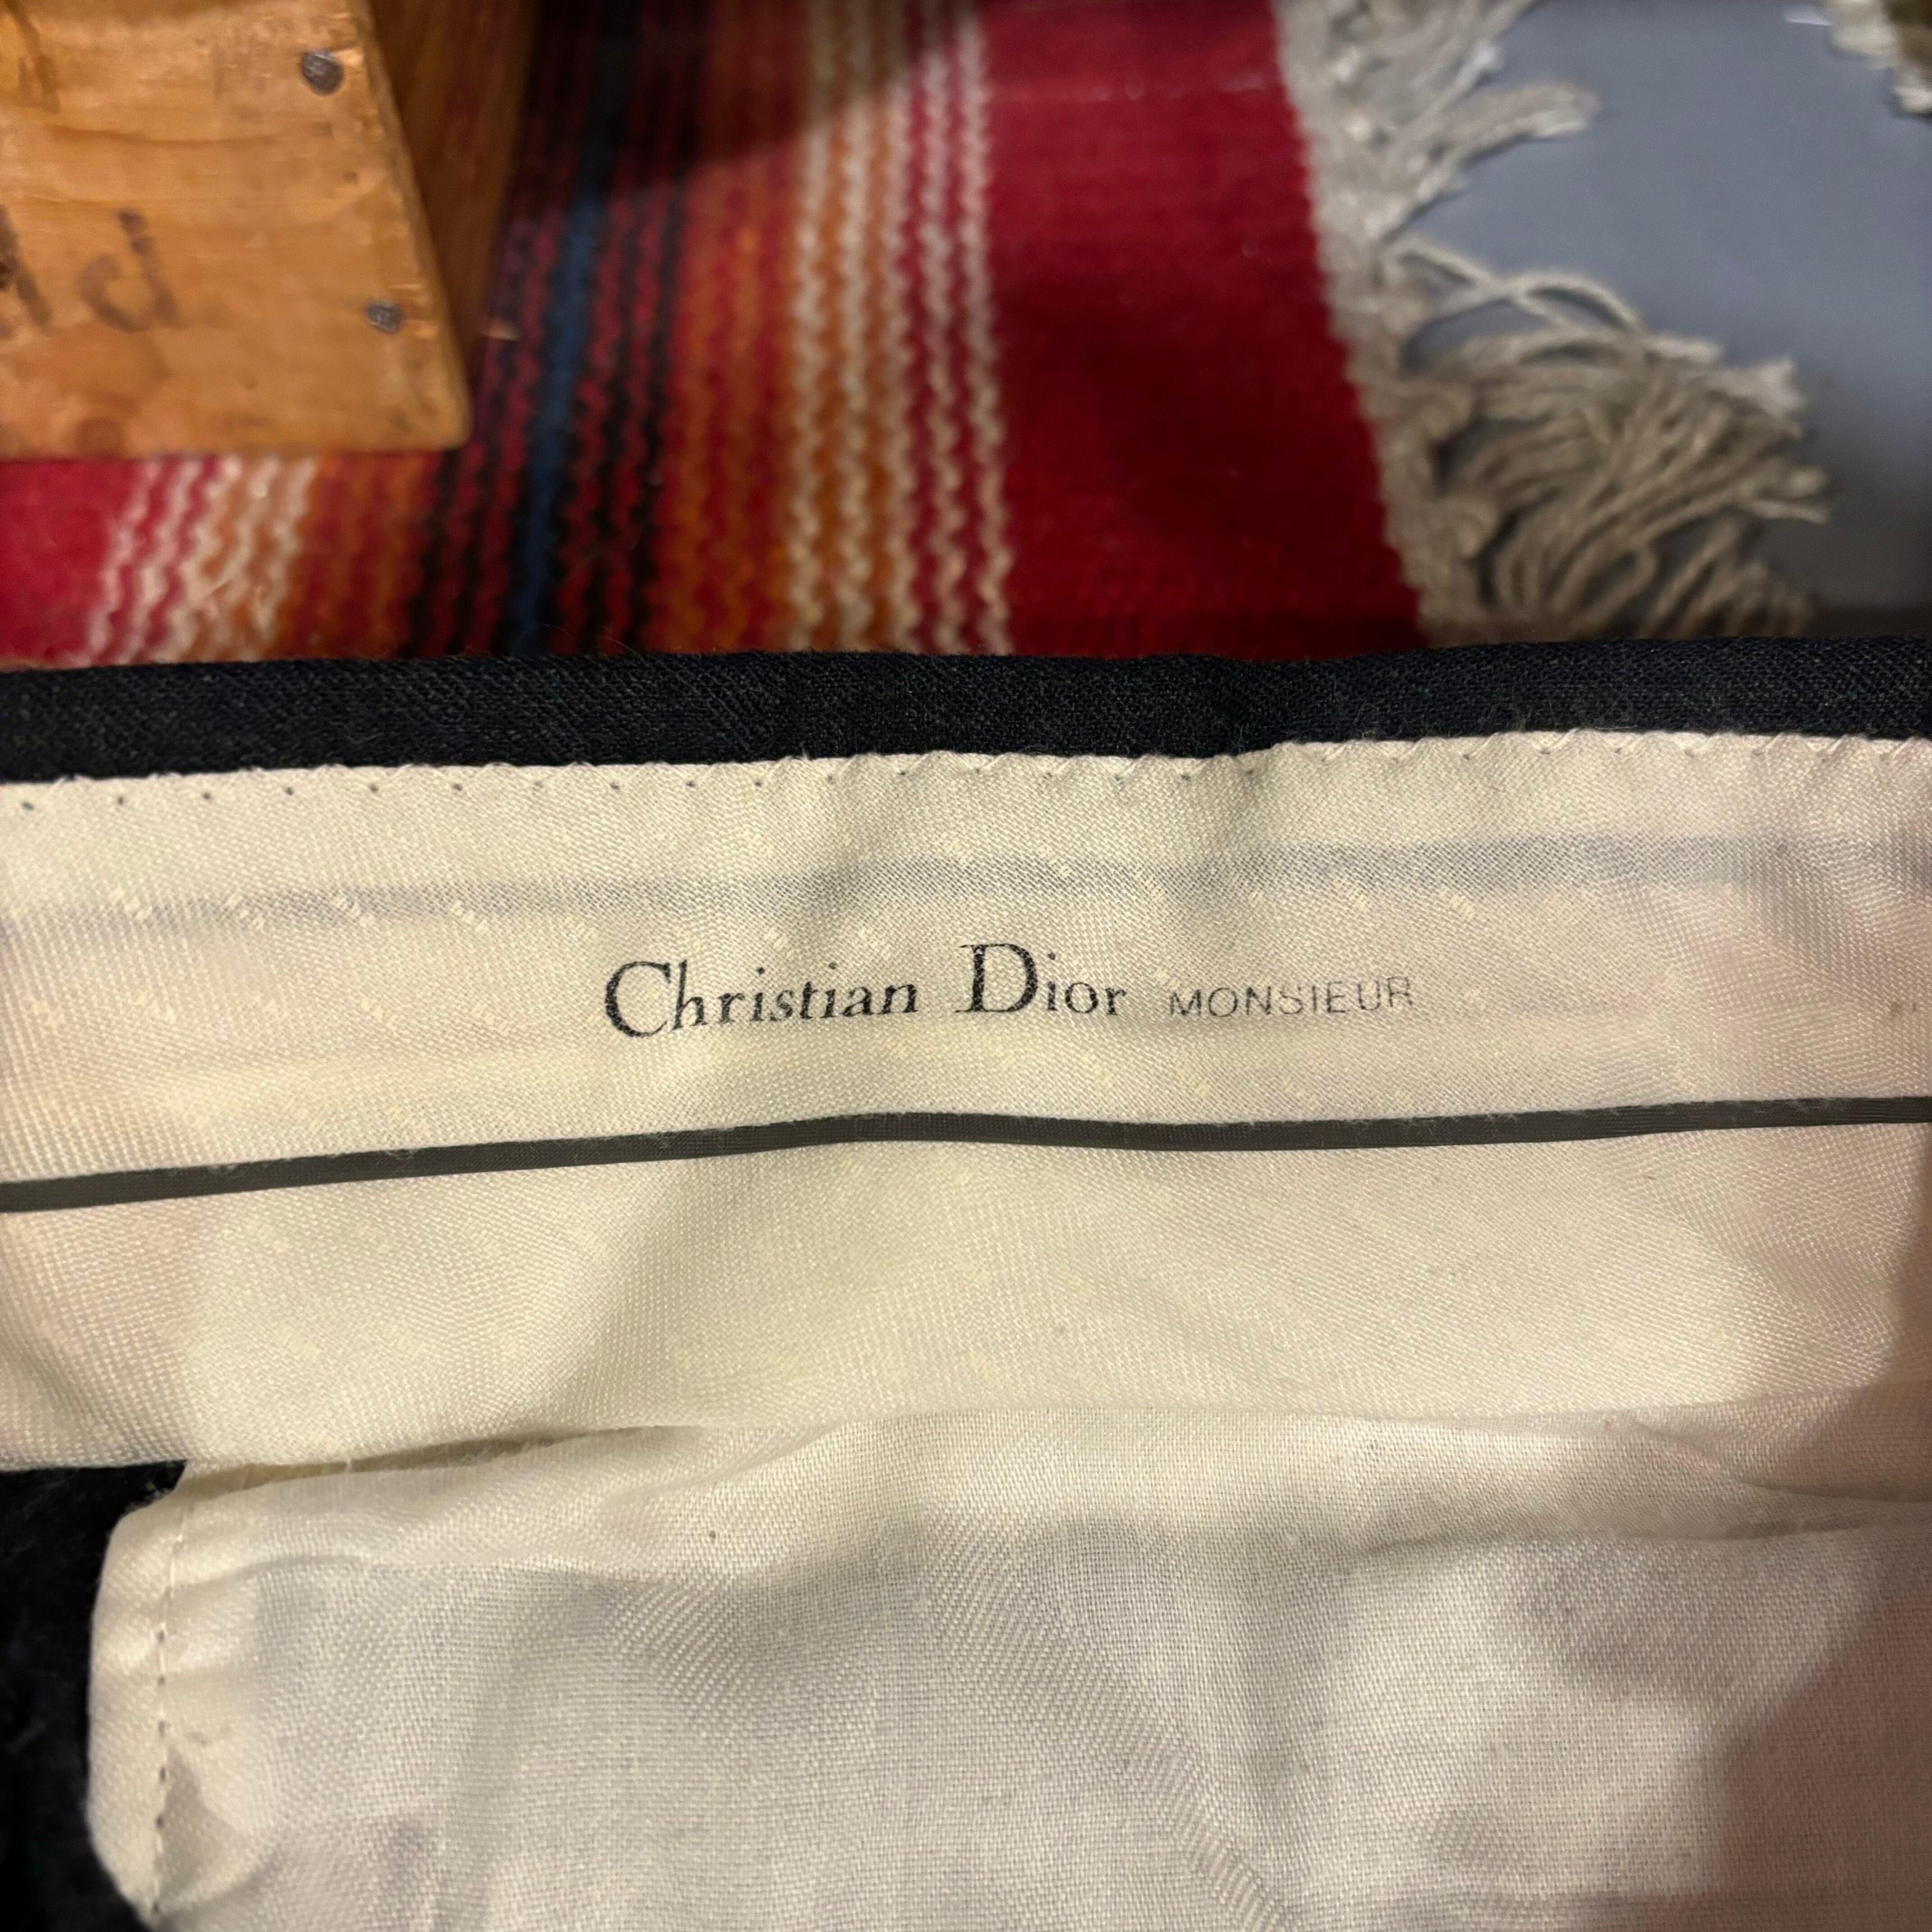 Christian Dior MONSIEUR